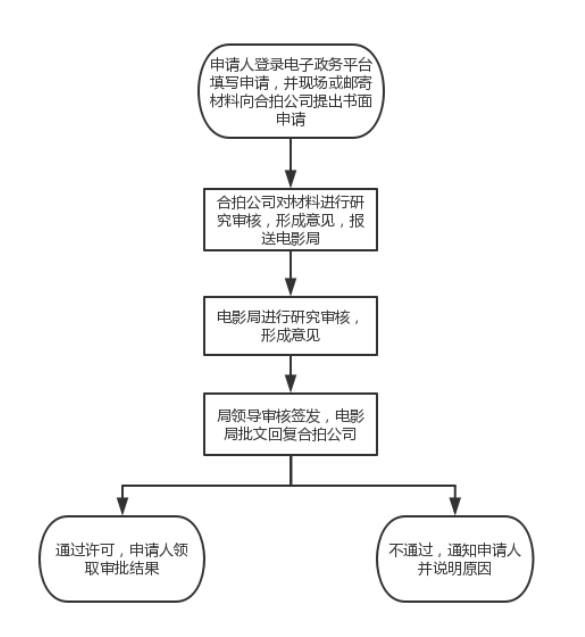 申请人登录电子政务平台
填写申请，并现场或邮寄
材料向合拍公司提出书面
申请
合拍公司对材料进行研
究审核，形成意见，报
送电影局
电影局进行研究审核，
形成意见
局领导审核签发，电影
局批文回复合拍公司
通过许可，申请人领
取审批结果
不通过，通知申请人
并说明原因